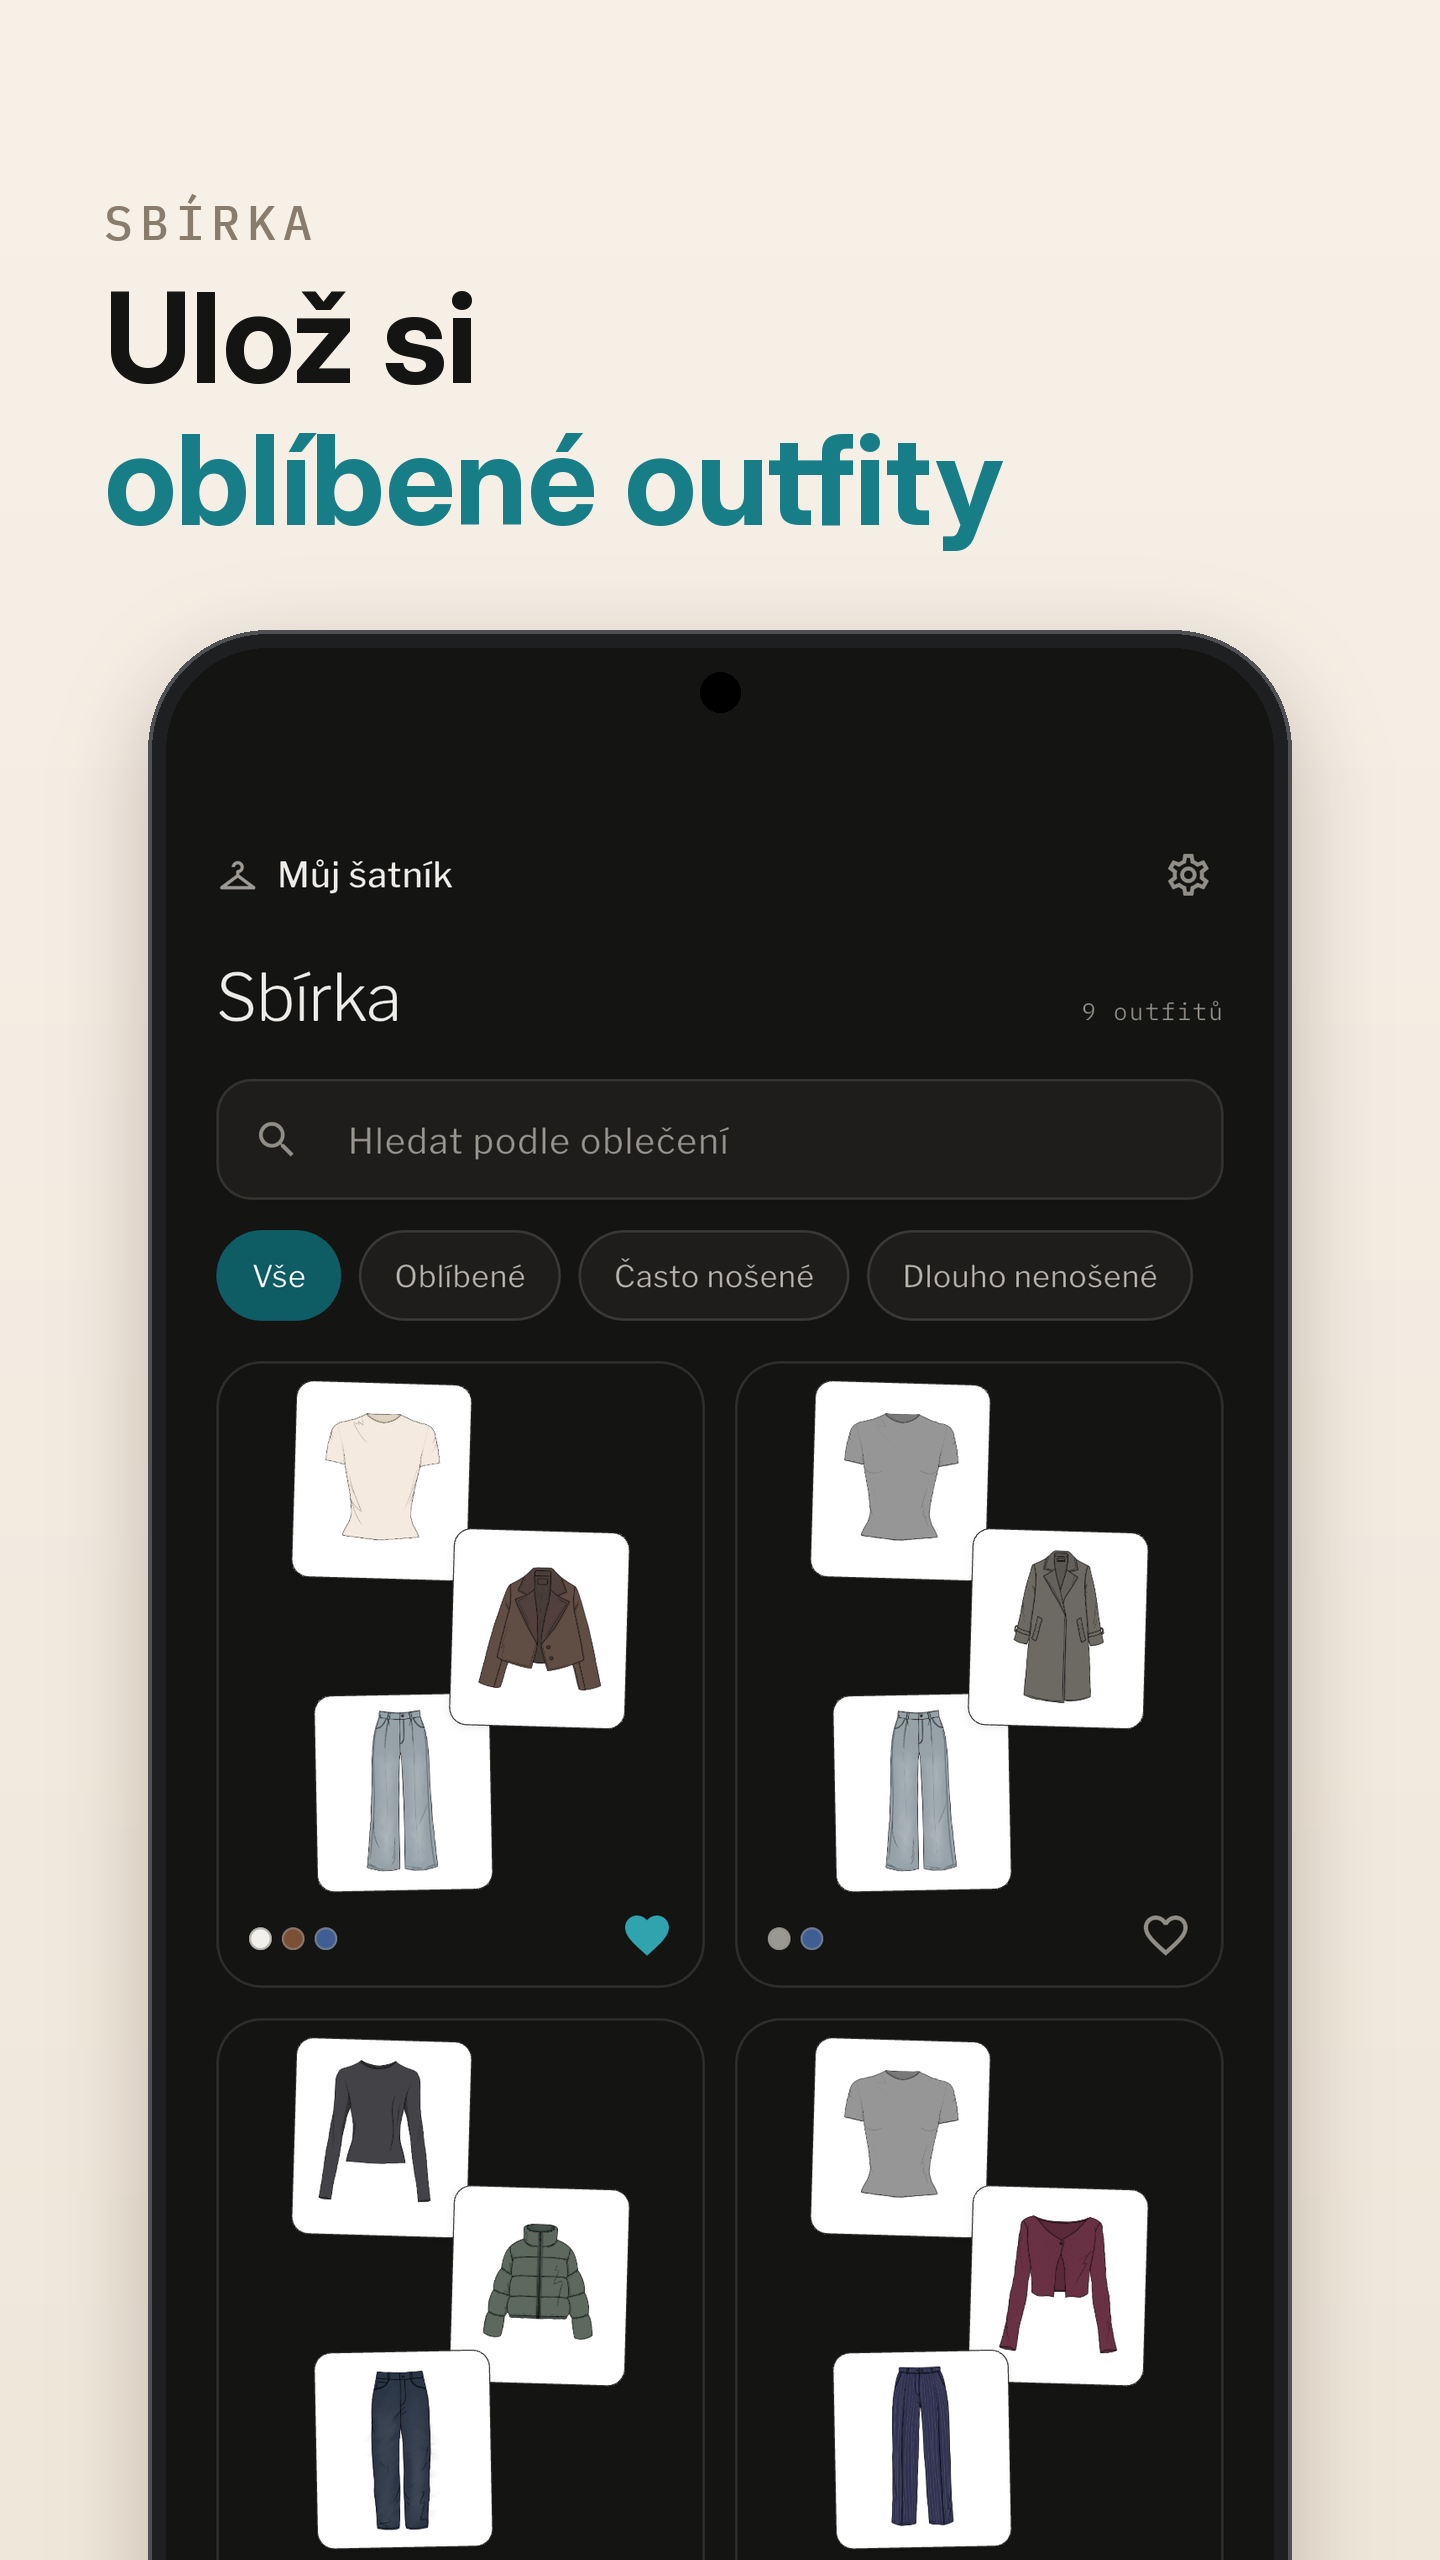 SBÍRKA
Ulož si
oblíbené outfity
Můj šatník
Sbírka
9 outfitů
Hledat podle oblečení
Vše
Oblíbené
Často nošené
Dlouho nenošené